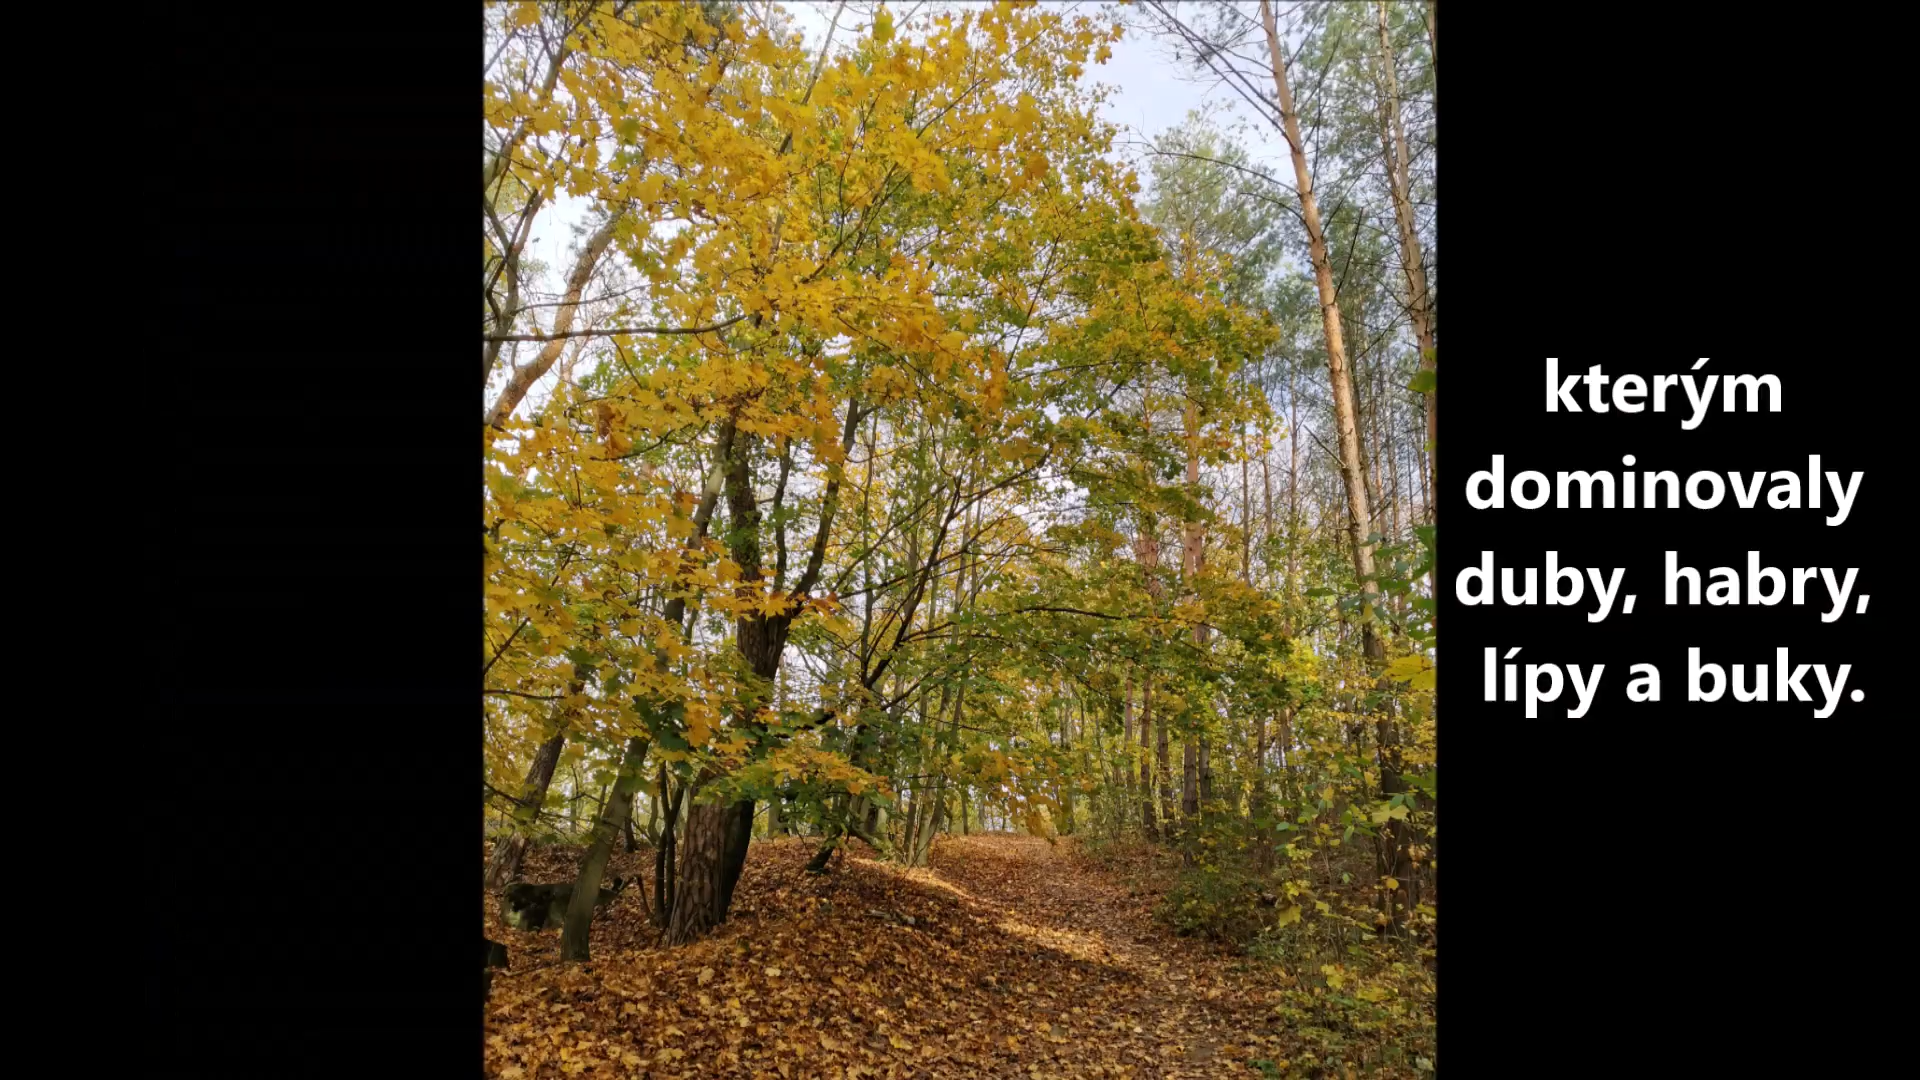 kterým
dominovaly
duby, habry,
lípy a buky.